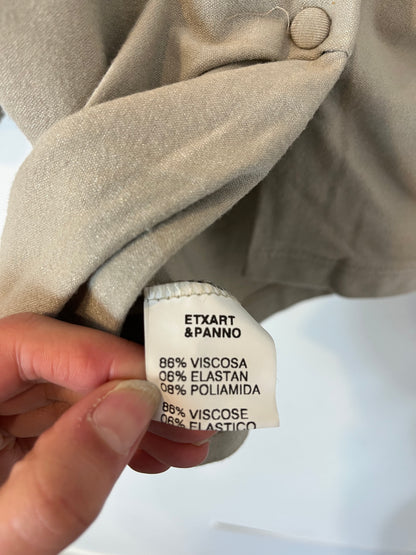 ETXART
&PANNO
86% VISCOSA
06% ELASTAN
08% POLIAMIDA
86% VISCOSE
06% ELASTICO